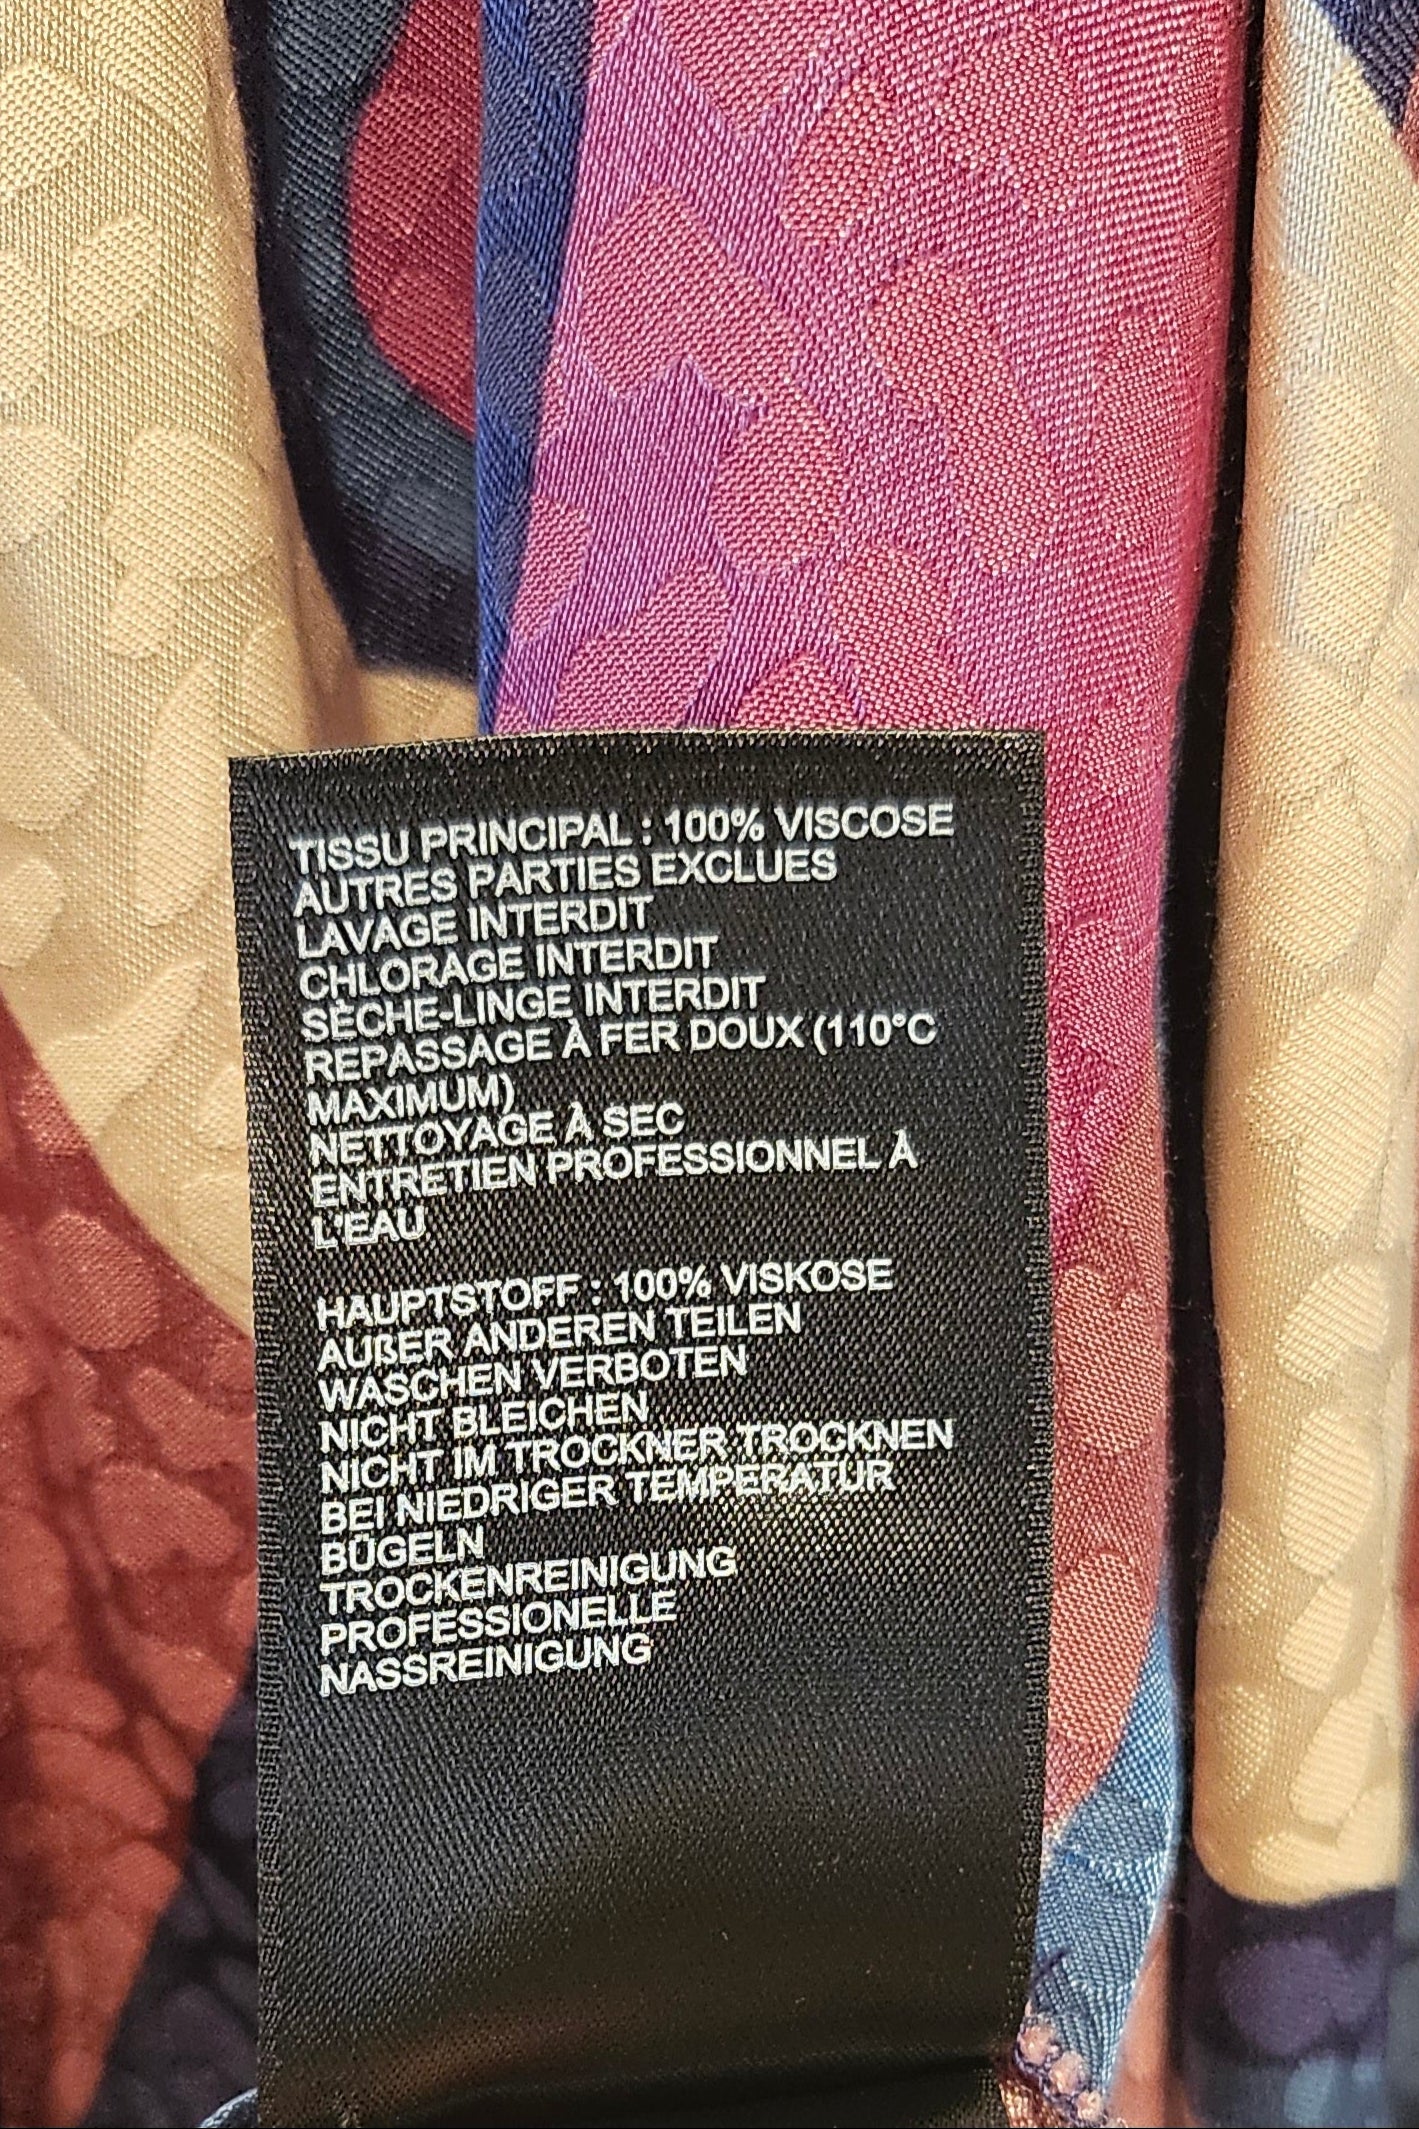 TISSU PRINCIPAL : 100% VISCOSE
AUTRES PARTIES EXCLUES
LAVAGE INTERDIT
CHLORAGE INTERDIT
SÈCHE-LINGE INTERDIT
REPASSAGE À FER DOUX (110°C
MAXIMUM)
NETTOYAGE À SEC
ENTRETIEN PROFESSIONNEL À
L'EAU
HAUPTSTOFF : 100% VISKOSE
AUßER ANDEREN TEILEN
WASCHEN VERBOTEN
NICHT BLEICHEN
NICHT IM TROCKNER TROCKNEN
BEI NIEDRIGER TEMPERATUR
BÜGELN
TROCKENREINIGUNG
PROFESSIONELLE
NASSREINIGUNG